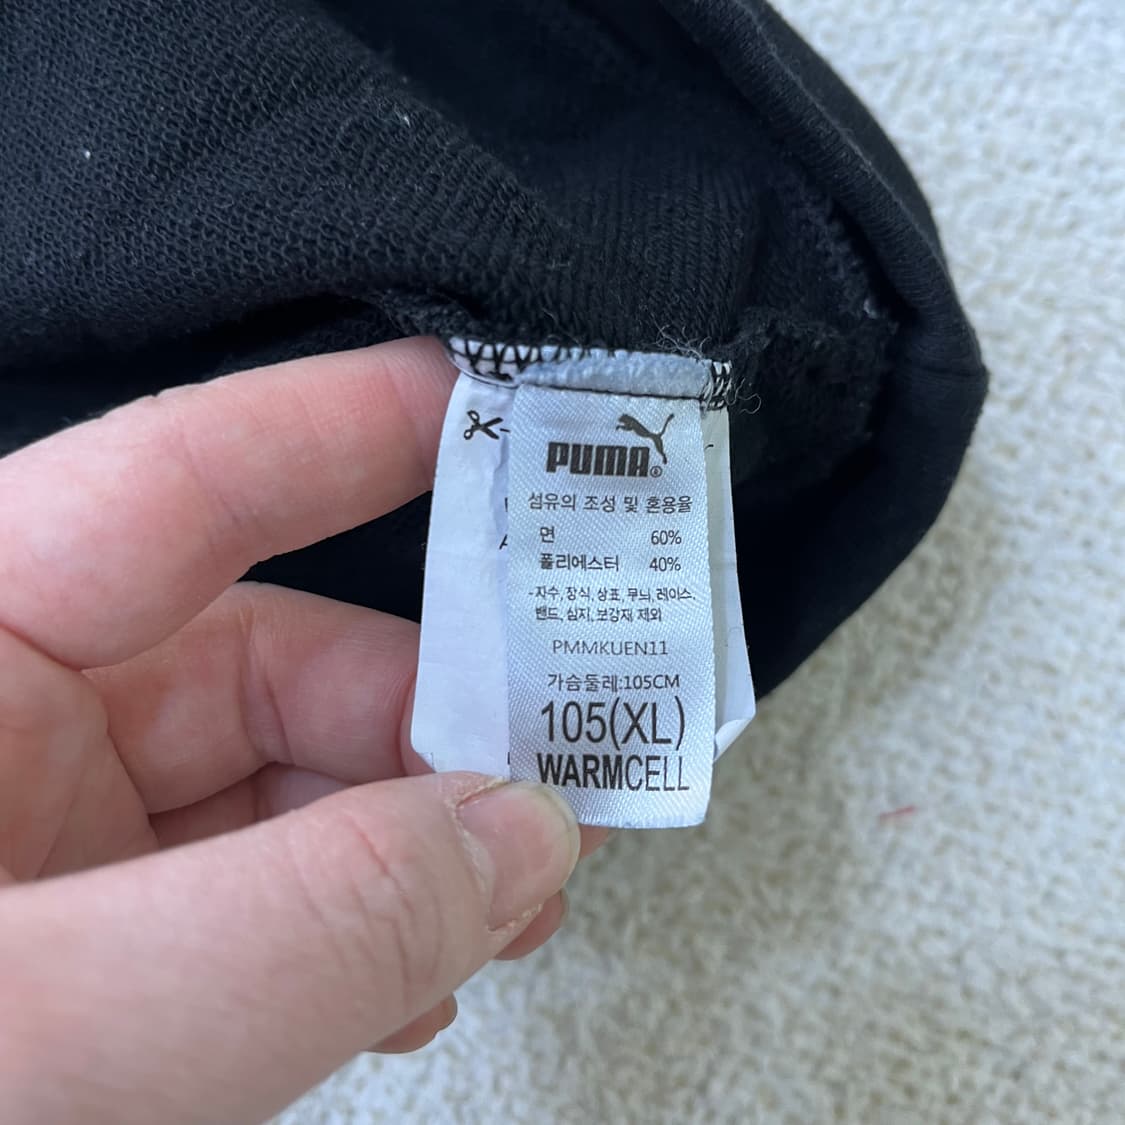 PUMA®
섬유의 조성 및 혼용율
면 60%
폴리에스터 40%
-자수, 장식, 상표, 무늬, 레이스,
밴드, 심지, 보강재 제외
PMMKUEN11
가슴둘레:105CM
105(XL)
WARMCELL